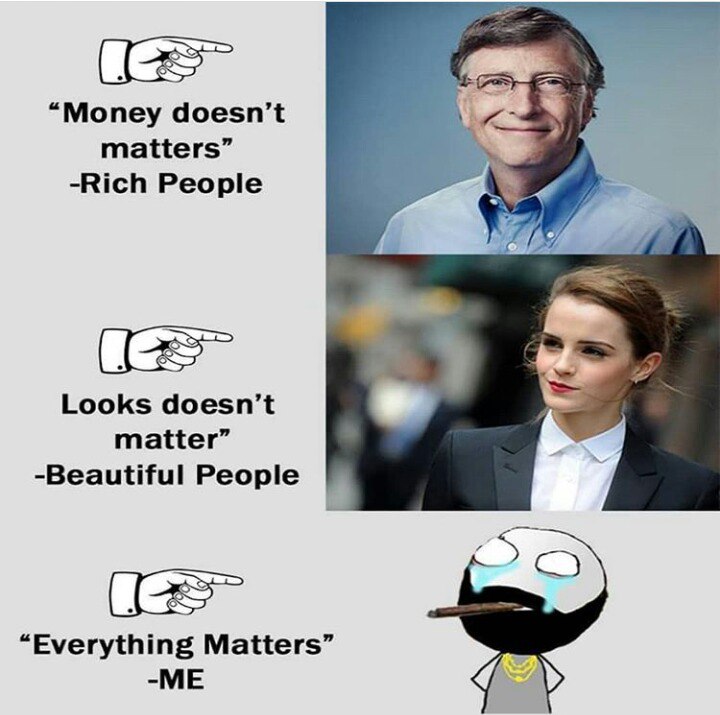 “Money doesn’t
matters”
-Rich People
Looks doesn’t
matter”
-Beautiful People
“Everything Matters”
-ME